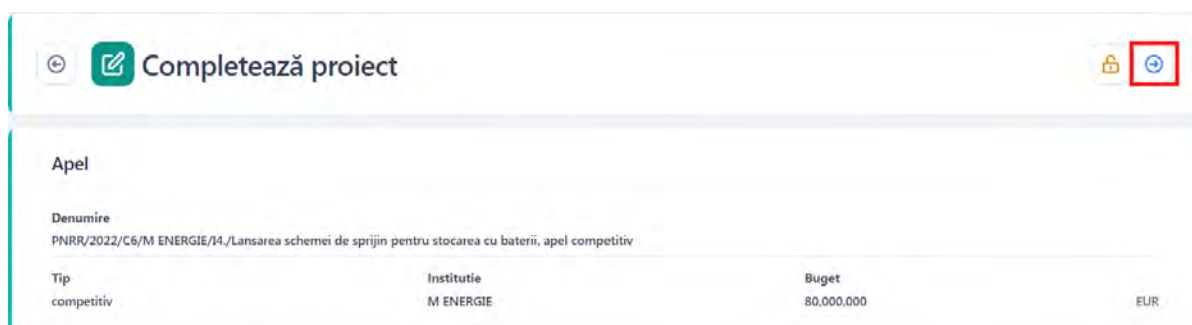 Completează proiect
Apel
Denumire
PNRR/2022/C6/M ENERGIE/I4./Lansarea schemei de sprijin pentru stocarea cu baterii, apel competitiv
Tip Institutie Buget
competitiv M ENERGIE 80,000,000 EUR